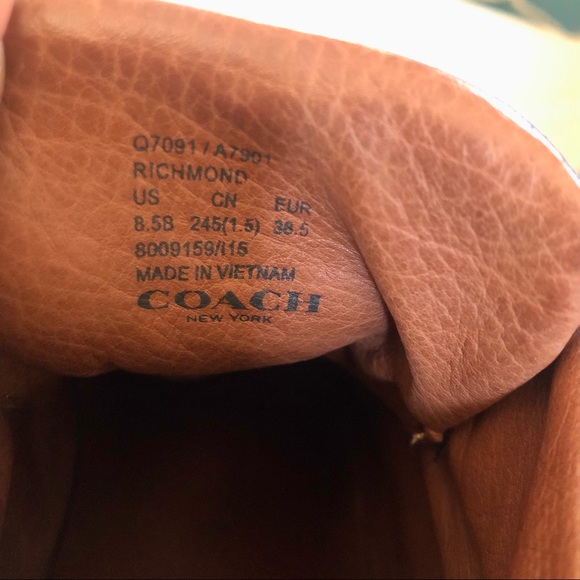 Q7091 / A7901
RICHMOND
US CN EUR
8.5B 245(1.5) 38.5
8009159/I15
MADE IN VIETNAM
COACH
NEW YORK